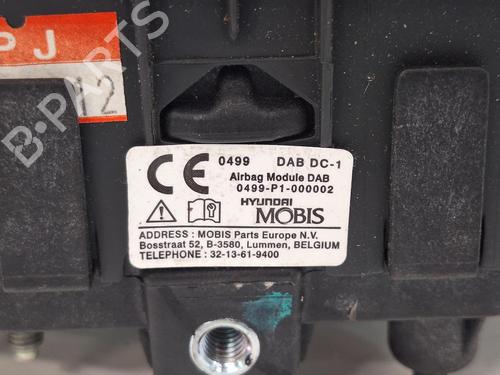 PJ
12
B-PARTS
CE 0499 DAB DC-1
Airbag Module DAB
0499-P1-000002
HYUNDAI
MOBIS
ADDRESS : MOBIS Parts Europe N.V.
Bosstraat 52, B-3580, Lummen, BELGIUM
TELEPHONE : 32-13-61-9400